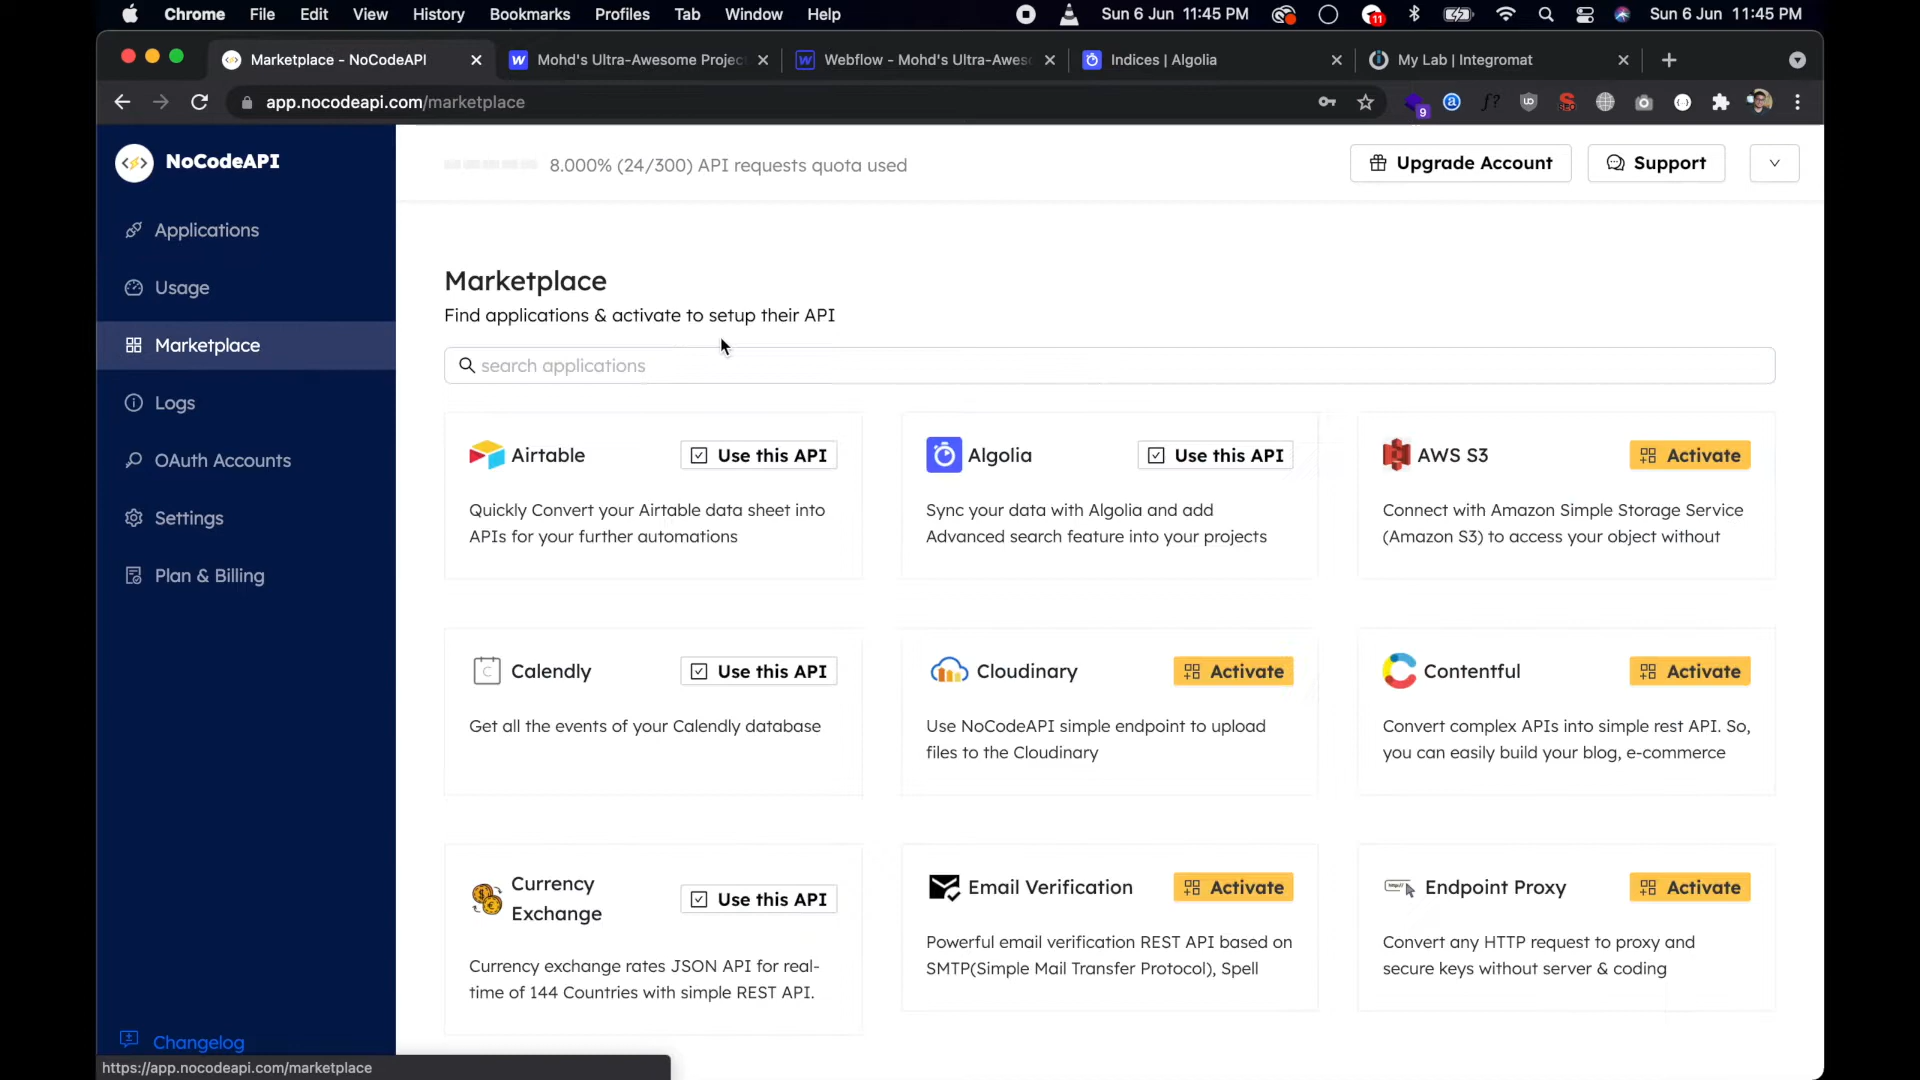 Chrome File Edit View History Bookmarks Profiles Tab Window Help
Sun 6 Jun 11:45 PM 11 Sun 6 Jun 11:45 PM
Marketplace - NoCodeAPI
Mohd's Ultra-Awesome Projec
Webflow - Mohd's Ultra-Awes
Indices | Algolia
My Lab | Integromat
app.nocodeapi.com/marketplace
9
NoCodeAPI
Applications
Usage
Marketplace
Logs
OAuth Accounts
Settings
Plan & Billing
Changelog
8.000% (24/300) API requests quota used
Upgrade Account
Support
Marketplace
Find applications & activate to setup their API
search applications
Airtable
Use this API
Quickly Convert your Airtable data sheet into
APIs for your further automations
Algolia
Use this API
Sync your data with Algolia and add
Advanced search feature into your projects
AWS S3
Activate
Connect with Amazon Simple Storage Service
(Amazon S3) to access your object without
Calendly
Use this API
Get all the events of your Calendly database
Cloudinary
Activate
Use NoCodeAPI simple endpoint to upload
files to the Cloudinary
Contentful
Activate
Convert complex APIs into simple rest API. So,
you can easily build your blog, e-commerce
Currency
Exchange
Use this API
Currency exchange rates JSON API for real-
time of 144 Countries with simple REST API.
Email Verification
Activate
Powerful email verification REST API based on
SMTP(Simple Mail Transfer Protocol), Spell
Endpoint Proxy
Activate
Convert any HTTP request to proxy and
secure keys without server & coding
https://app.nocodeapi.com/marketplace